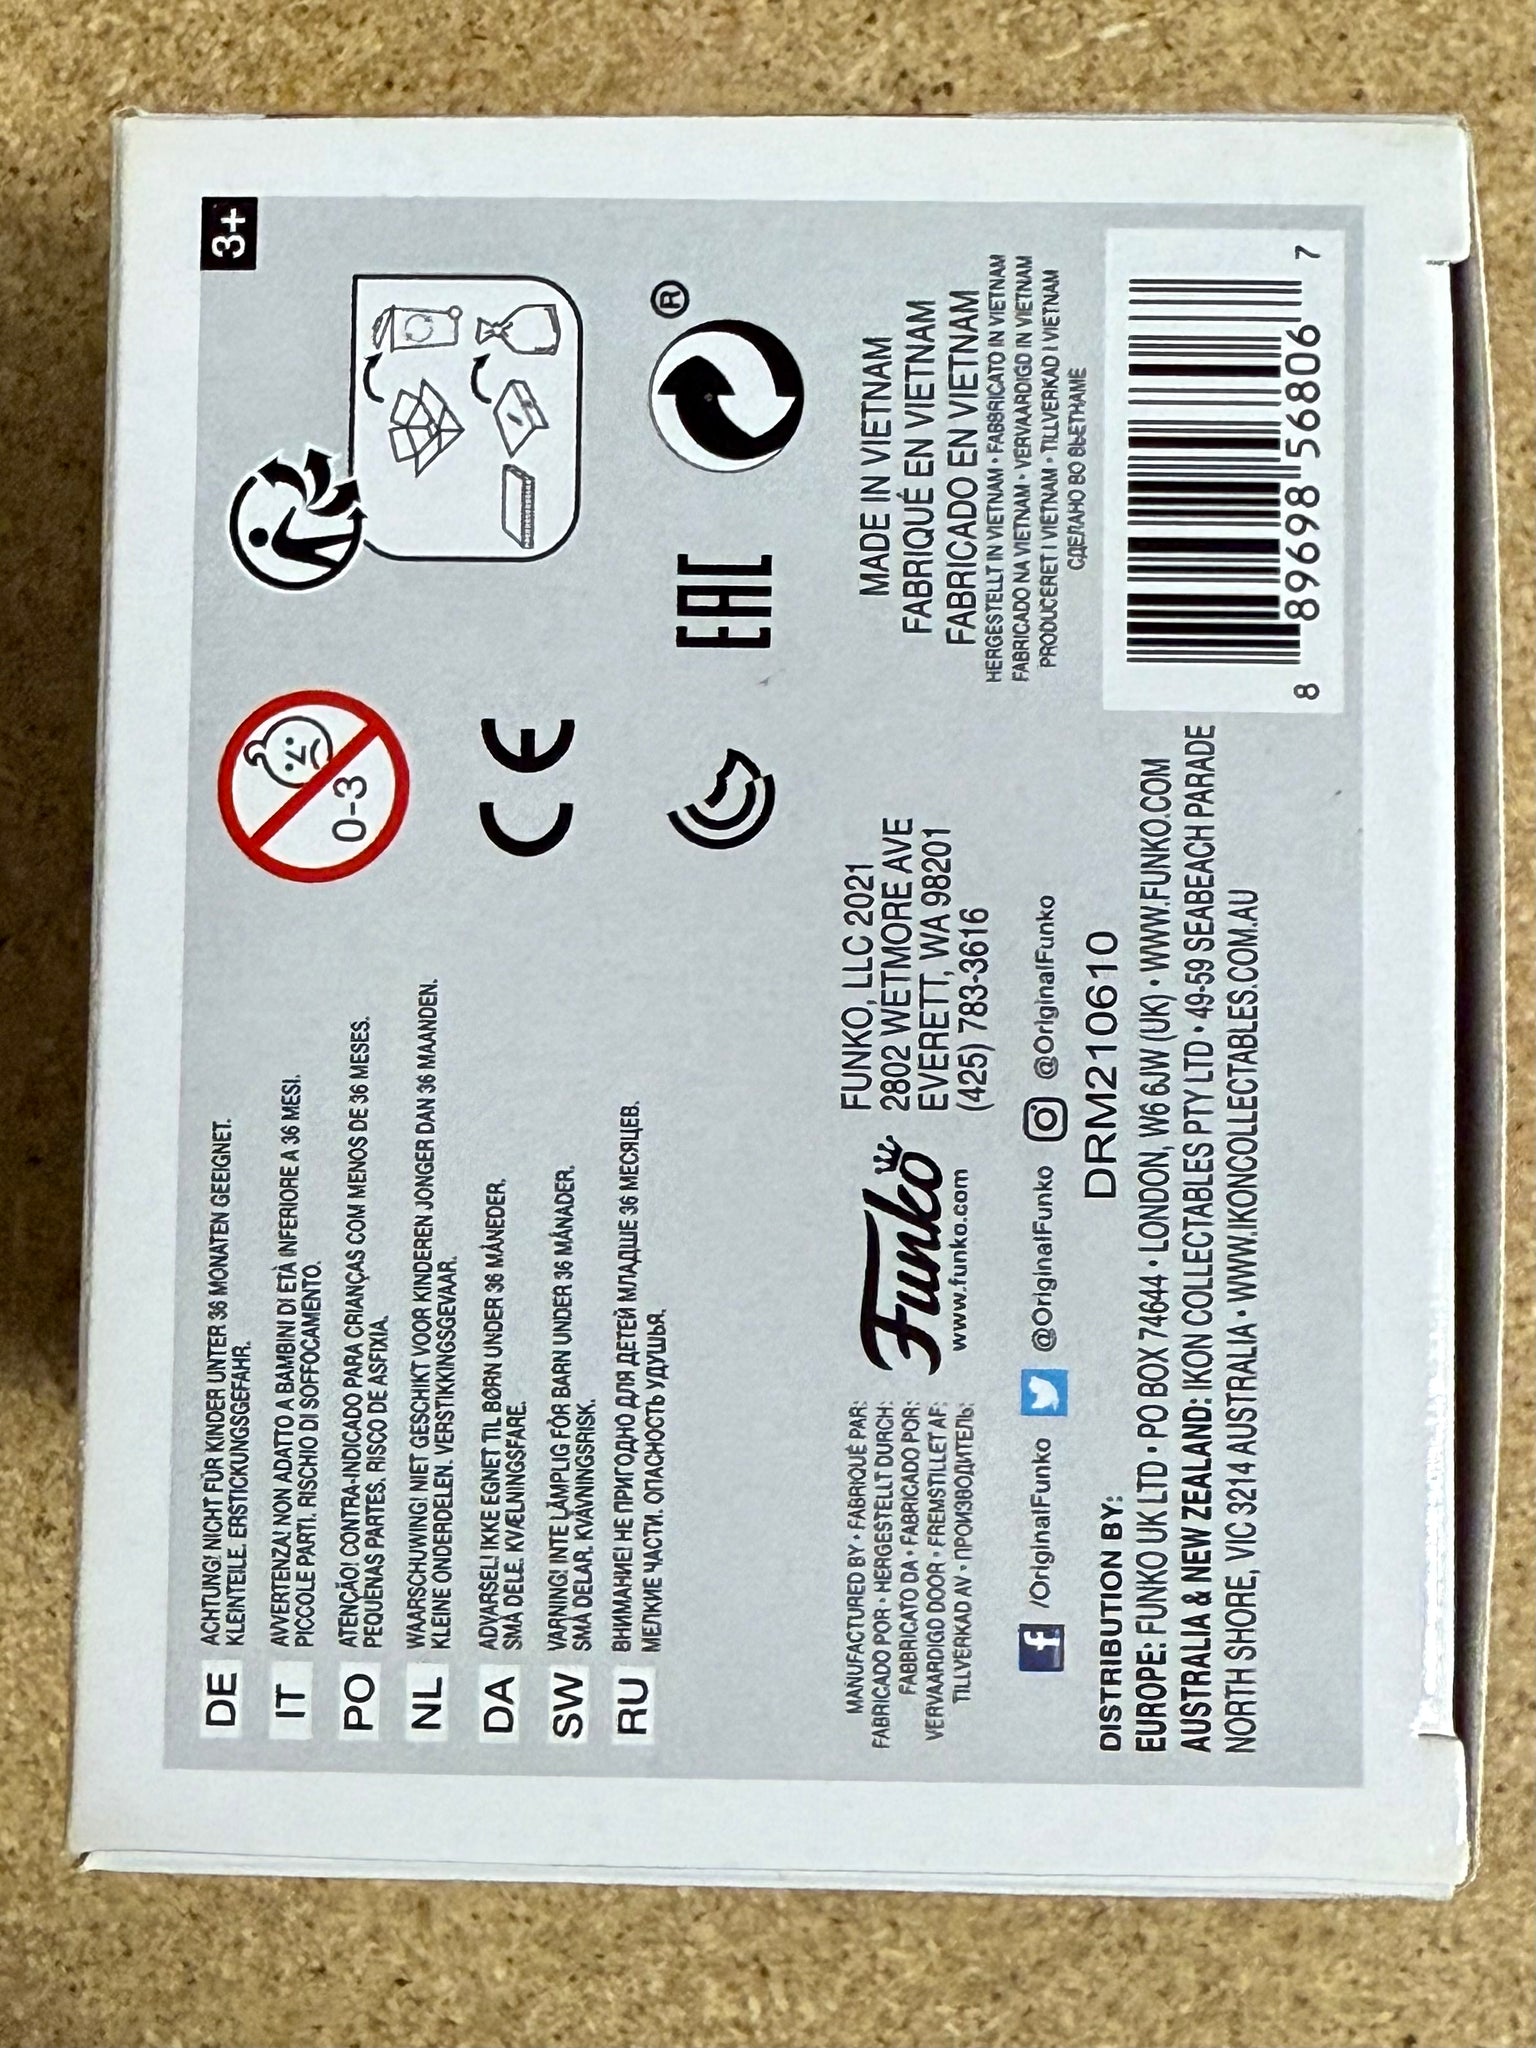 3+
DE ACHTUNG! NICHT FÜR KINDER UNTER 36 MONATEN GEEIGNET.
KLEINTEILE. ERSTICKUNGSGEFAHR.
IT AVVERTENZA! NON ADATTO A BAMBINI DI ETÀ INFERIORE A 36 MESI.
PICCOLE PARTI. RISCHIO DI SOFFOCAMENTO.
PO ATENÇÃO! CONTRA-INDICADO PARA CRIANÇAS COM MENOS DE 36 MESES.
PEQUENAS PARTES. RISCO DE ASFIXIA.
NL WAARSCHUWING! NIET GESCHIKT VOOR KINDEREN JONGER DAN 36 MAANDEN.
KLEINE ONDERDELEN. VERSTIKKINGSGEVAAR.
DA ADVARSEL! IKKE EGNET TIL BØRN UNDER 36 MÅNEDER.
SMÅ DELE. KVÆLNINGSFARE.
SW VARNING! INTE LÄMPLIG FÖR BARN UNDER 36 MÅNADER.
SMÅ DELAR. KVÄVNINGSRISK.
RU ВНИМАНИЕ! НЕ ПРИГОДНО ДЛЯ ДЕТЕЙ МЛАДШЕ 36 МЕСЯЦЕВ.
МЕЛКИЕ ЧАСТИ. ОПАСНОСТЬ УДУШЬЯ.
0-3
CE
EAC
®
MANUFACTURED BY • FABRIQUÉ PAR:
FABRICADO POR • HERGESTELLT DURCH:
FABBRICATO DA • FABRICADO POR:
VERVAARDIGD DOOR • FREMSTILLET AF:
TILLVERKAD AV • ПРОИЗВОДИТЕЛЬ:
Funko
www.funko.com
FUNKO, LLC 2021
2802 WETMORE AVE
EVERETT, WA 98201
(425) 783-3616
/OriginalFunko @OriginalFunko @OriginalFunko
DRM210610
MADE IN VIETNAM
FABRIQUÉ EN VIETNAM
FABRICADO EN VIETNAM
HERGESTELLT IN VIETNAM • FABBRICATO IN VIETNAM
FABRICADO NA VIETNAM • VERVAARDIGD IN VIETNAM
PRODUCERET I VIETNAM • TILLVERKAD I VIETNAM
СДЕЛАНО ВО ВЬЕТНАМЕ
DISTRIBUTION BY:
EUROPE: FUNKO UK LTD • PO BOX 74644 • LONDON, W6 6JW (UK) • WWW.FUNKO.COM
AUSTRALIA & NEW ZEALAND: IKON COLLECTABLES PTY LTD • 49-59 SEABEACH PARADE
NORTH SHORE, VIC 3214 AUSTRALIA • WWW.IKONCOLLECTABLES.COM.AU
8 89698 56806 7